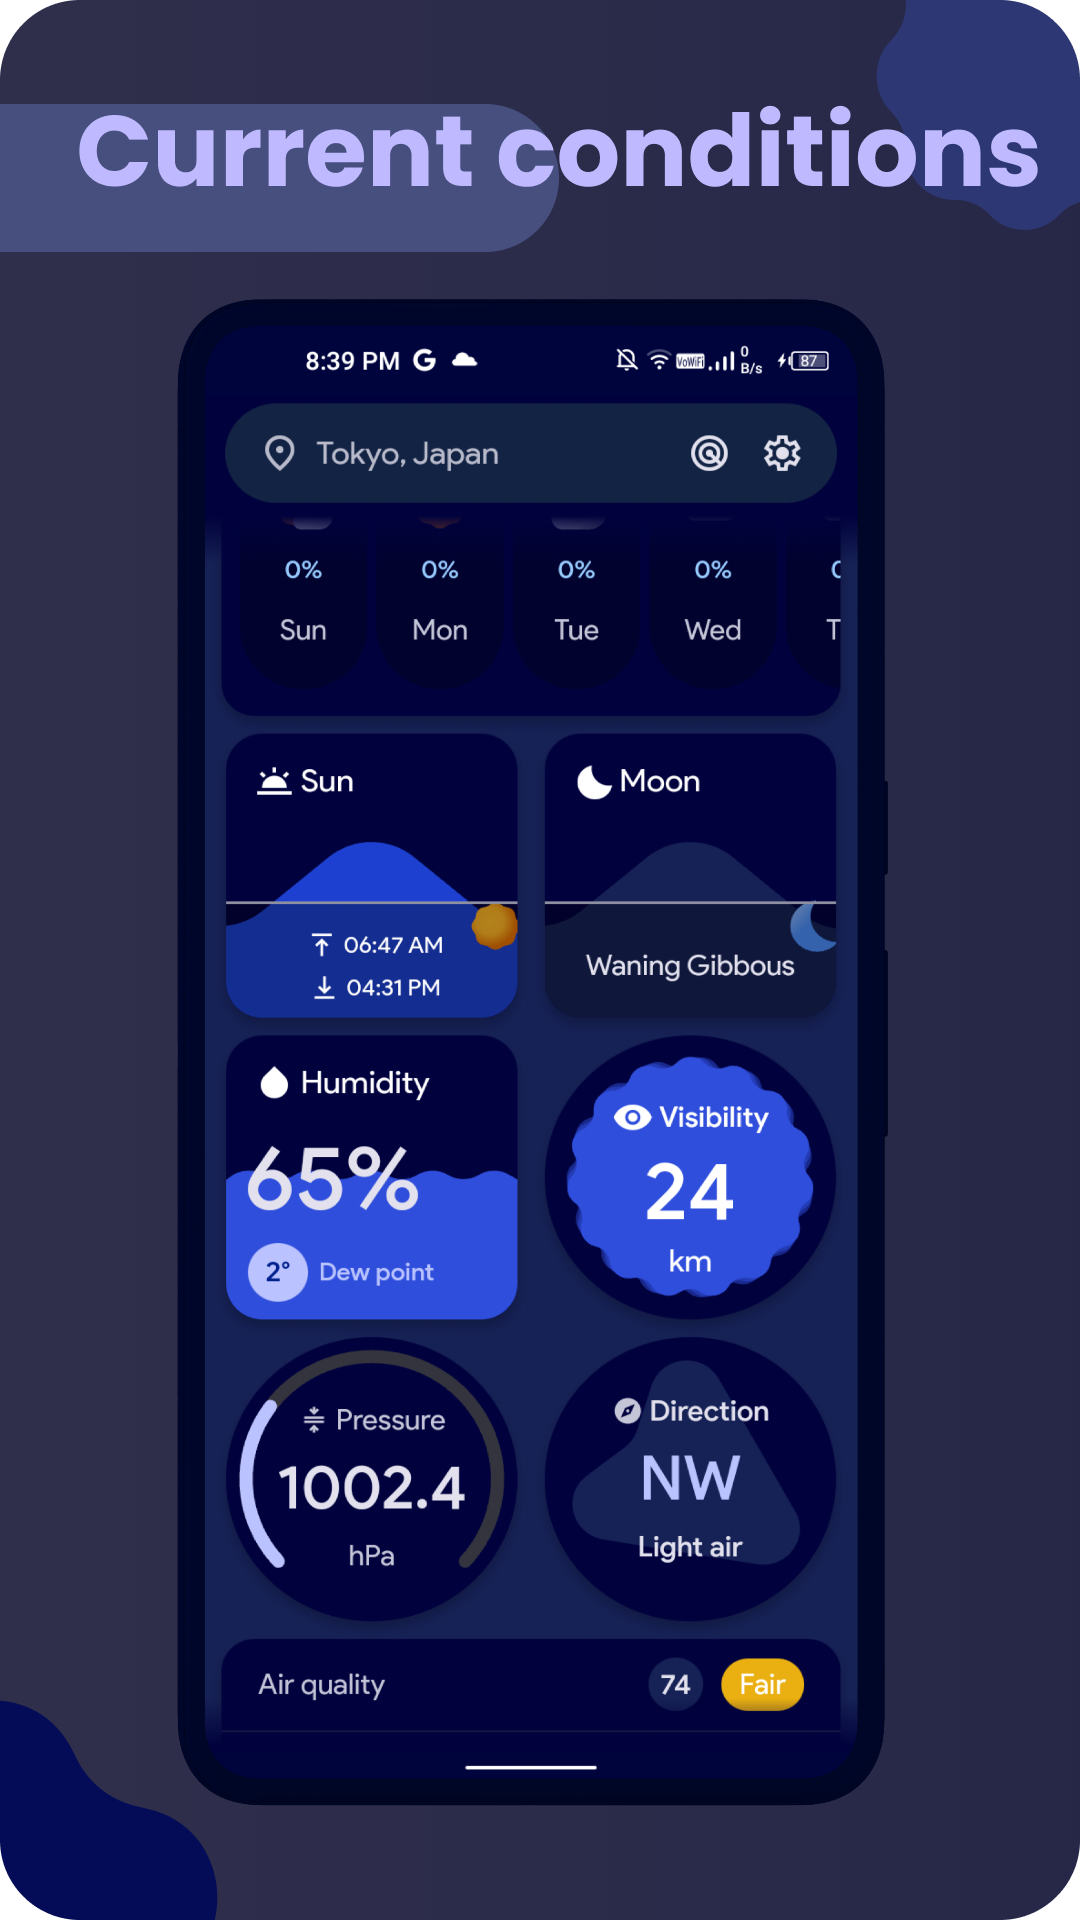 Current conditions
8:39 PM G VoWiFi 0 B/s 87
Tokyo, Japan
0% 0% 0% 0%
Sun Mon Tue Wed T
Sun
06:47 AM
04:31 PM
Moon
Waning Gibbous
Humidity
65%
2° Dew point
Visibility
24
km
Pressure
1002.4
hPa
Direction
NW
Light air
Air quality 74 Fair